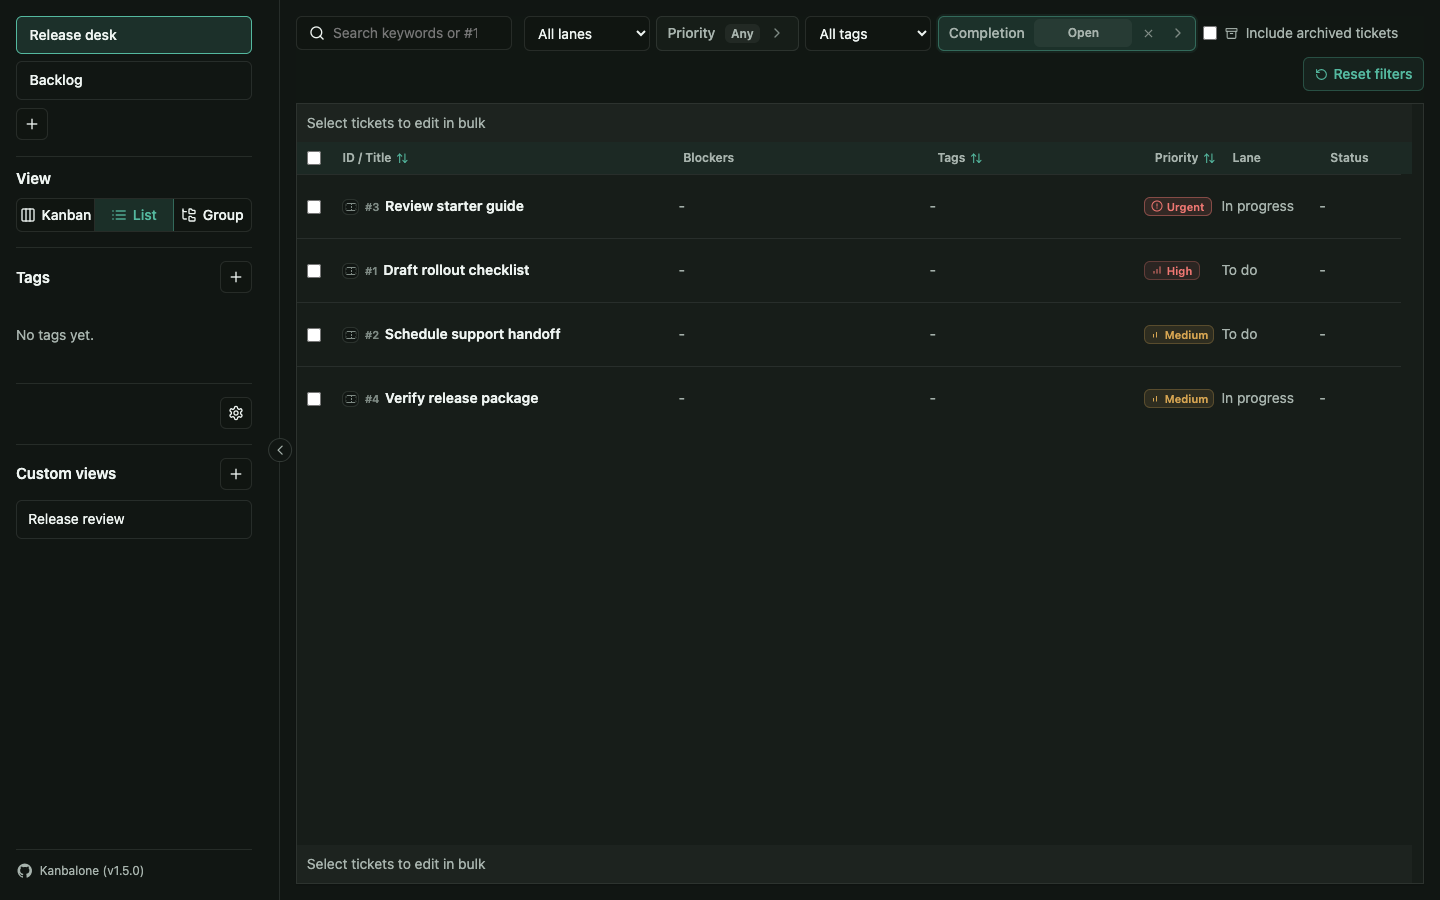 Release desk
Backlog
View
Kanban
List
Group
Tags
No tags yet.
Custom views
Release review
Kanbalone (v1.5.0)
Search keywords or #1
All lanes
Priority Any
All tags
Completion Open
Include archived tickets
Reset filters
Select tickets to edit in bulk
ID / Title Blockers Tags Priority Lane Status
#3 Review starter guide - - Urgent In progress -
#1 Draft rollout checklist - - High To do -
#2 Schedule support handoff - - Medium To do -
#4 Verify release package - - Medium In progress -
Select tickets to edit in bulk